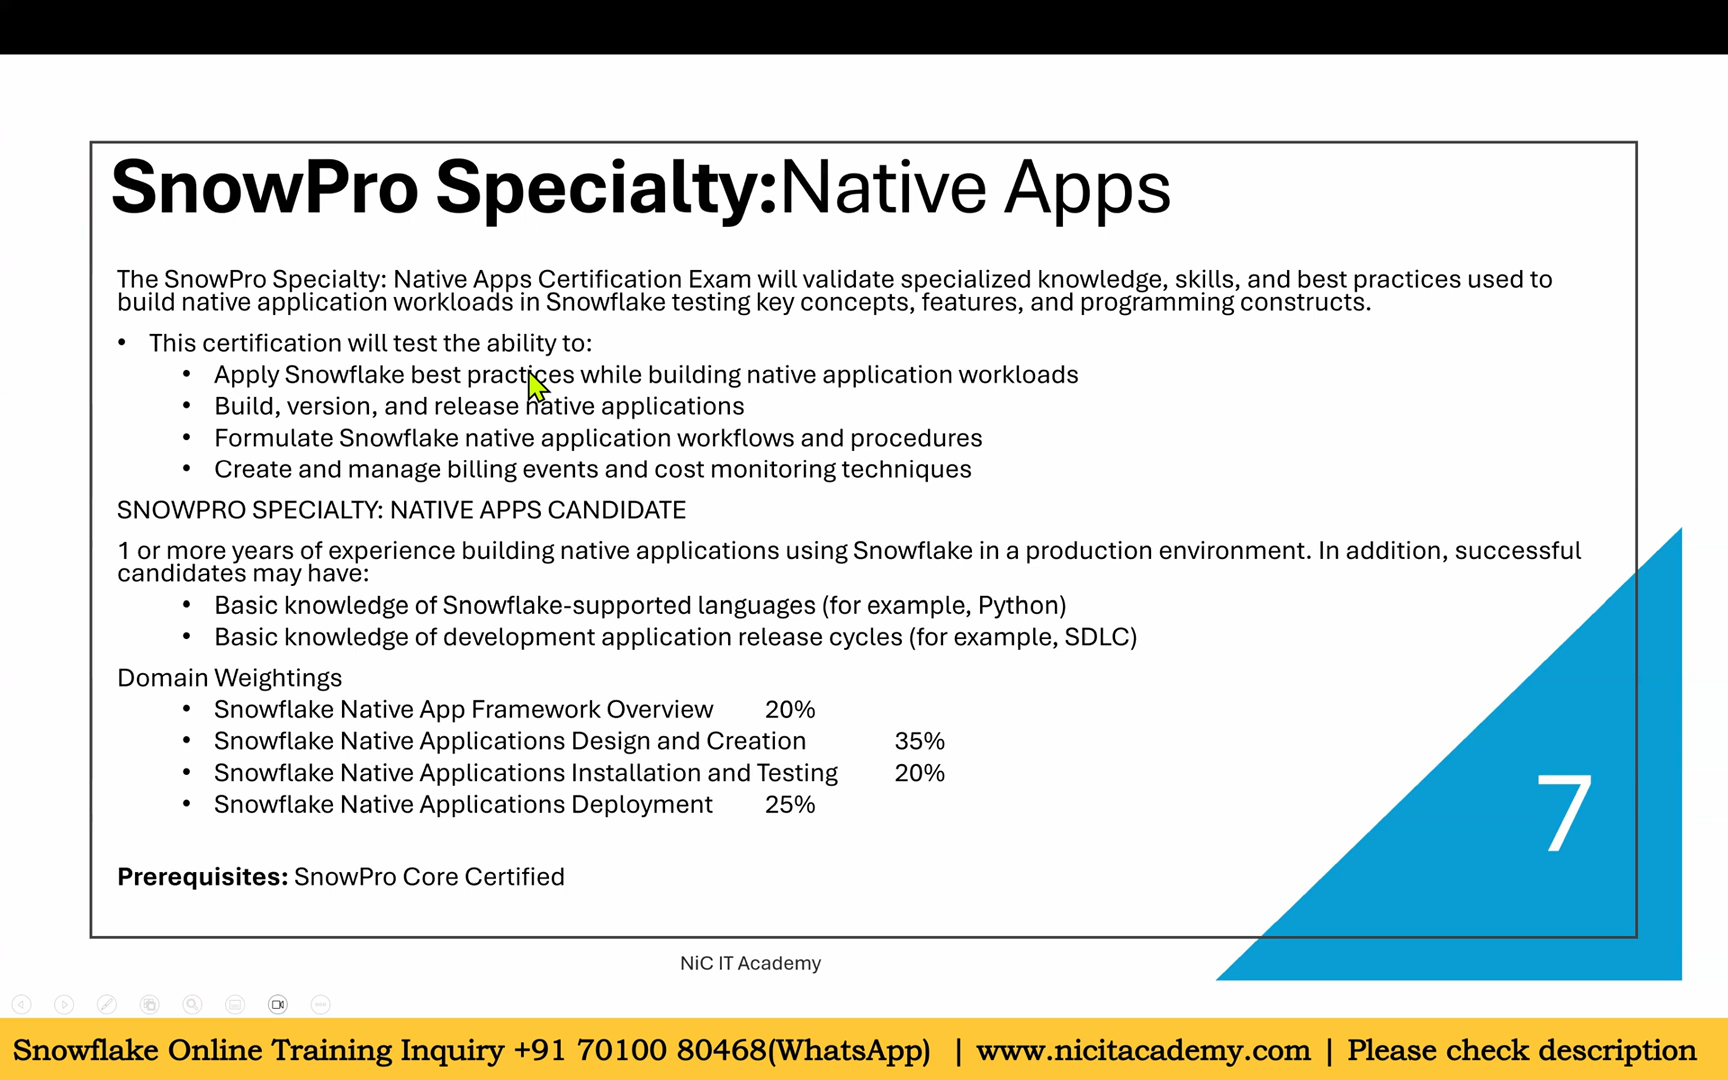 SnowPro Specialty:Native Apps
The SnowPro Specialty: Native Apps Certification Exam will validate specialized knowledge, skills, and best practices used to
build native application workloads in Snowflake testing key concepts, features, and programming constructs.
• This certification will test the ability to:
• Apply Snowflake best practices while building native application workloads
• Build, version, and release native applications
• Formulate Snowflake native application workflows and procedures
• Create and manage billing events and cost monitoring techniques
SNOWPRO SPECIALTY: NATIVE APPS CANDIDATE
1 or more years of experience building native applications using Snowflake in a production environment. In addition, successful
candidates may have:
• Basic knowledge of Snowflake-supported languages (for example, Python)
• Basic knowledge of development application release cycles (for example, SDLC)
Domain Weightings
• Snowflake Native App Framework Overview 20%
• Snowflake Native Applications Design and Creation 35%
• Snowflake Native Applications Installation and Testing 20%
• Snowflake Native Applications Deployment 25%
7
Prerequisites: SnowPro Core Certified
NiC IT Academy
Snowflake Online Training Inquiry +91 70100 80468(WhatsApp) | www.nicitacademy.com | Please check description